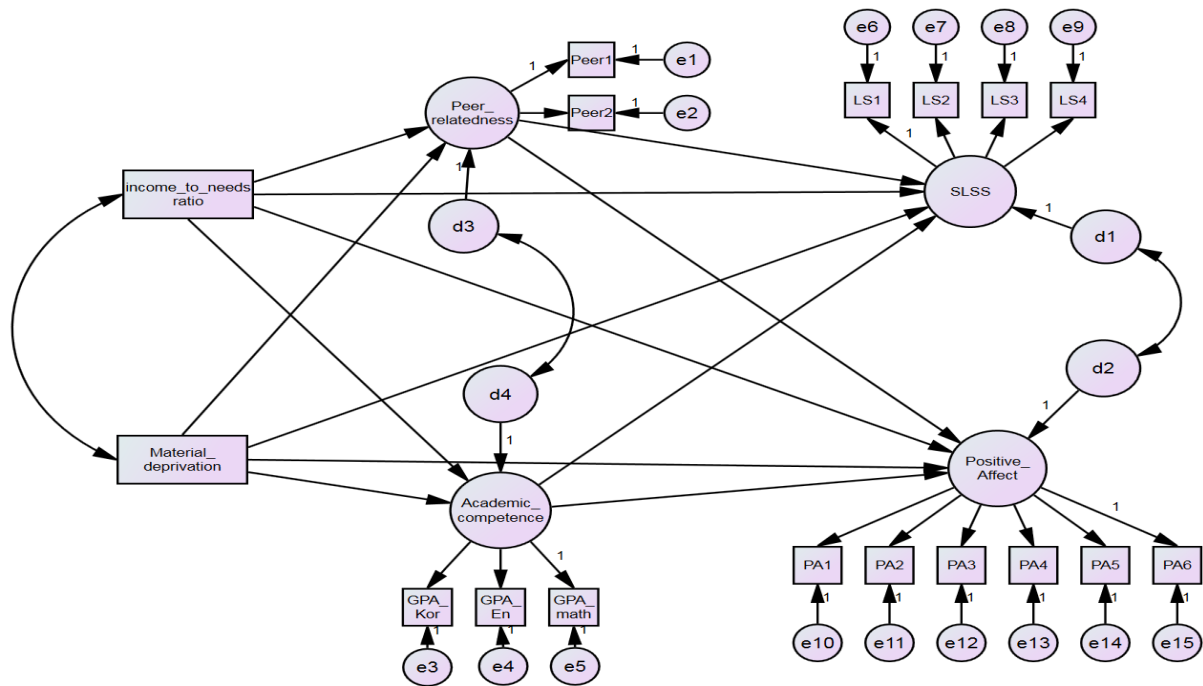 e6
e7
e8
e9
1
1
1
1
LS1
LS2
LS3
LS4
1
Peer1
1
e1
Peer2
1
e2
1
Peer_
relatedness
1
d3
income_to_needs
ratio
SLSS
1
d1
d2
1
d4
1
Material_
deprivation
Academic_
competence
Positive_
Affect
1
GPA_
Kor
GPA_
En
GPA_
math
1
1
1
1
e3
e4
e5
PA1
PA2
PA3
PA4
PA5
PA6
1
1
1
1
1
1
e10
e11
e12
e13
e14
e15